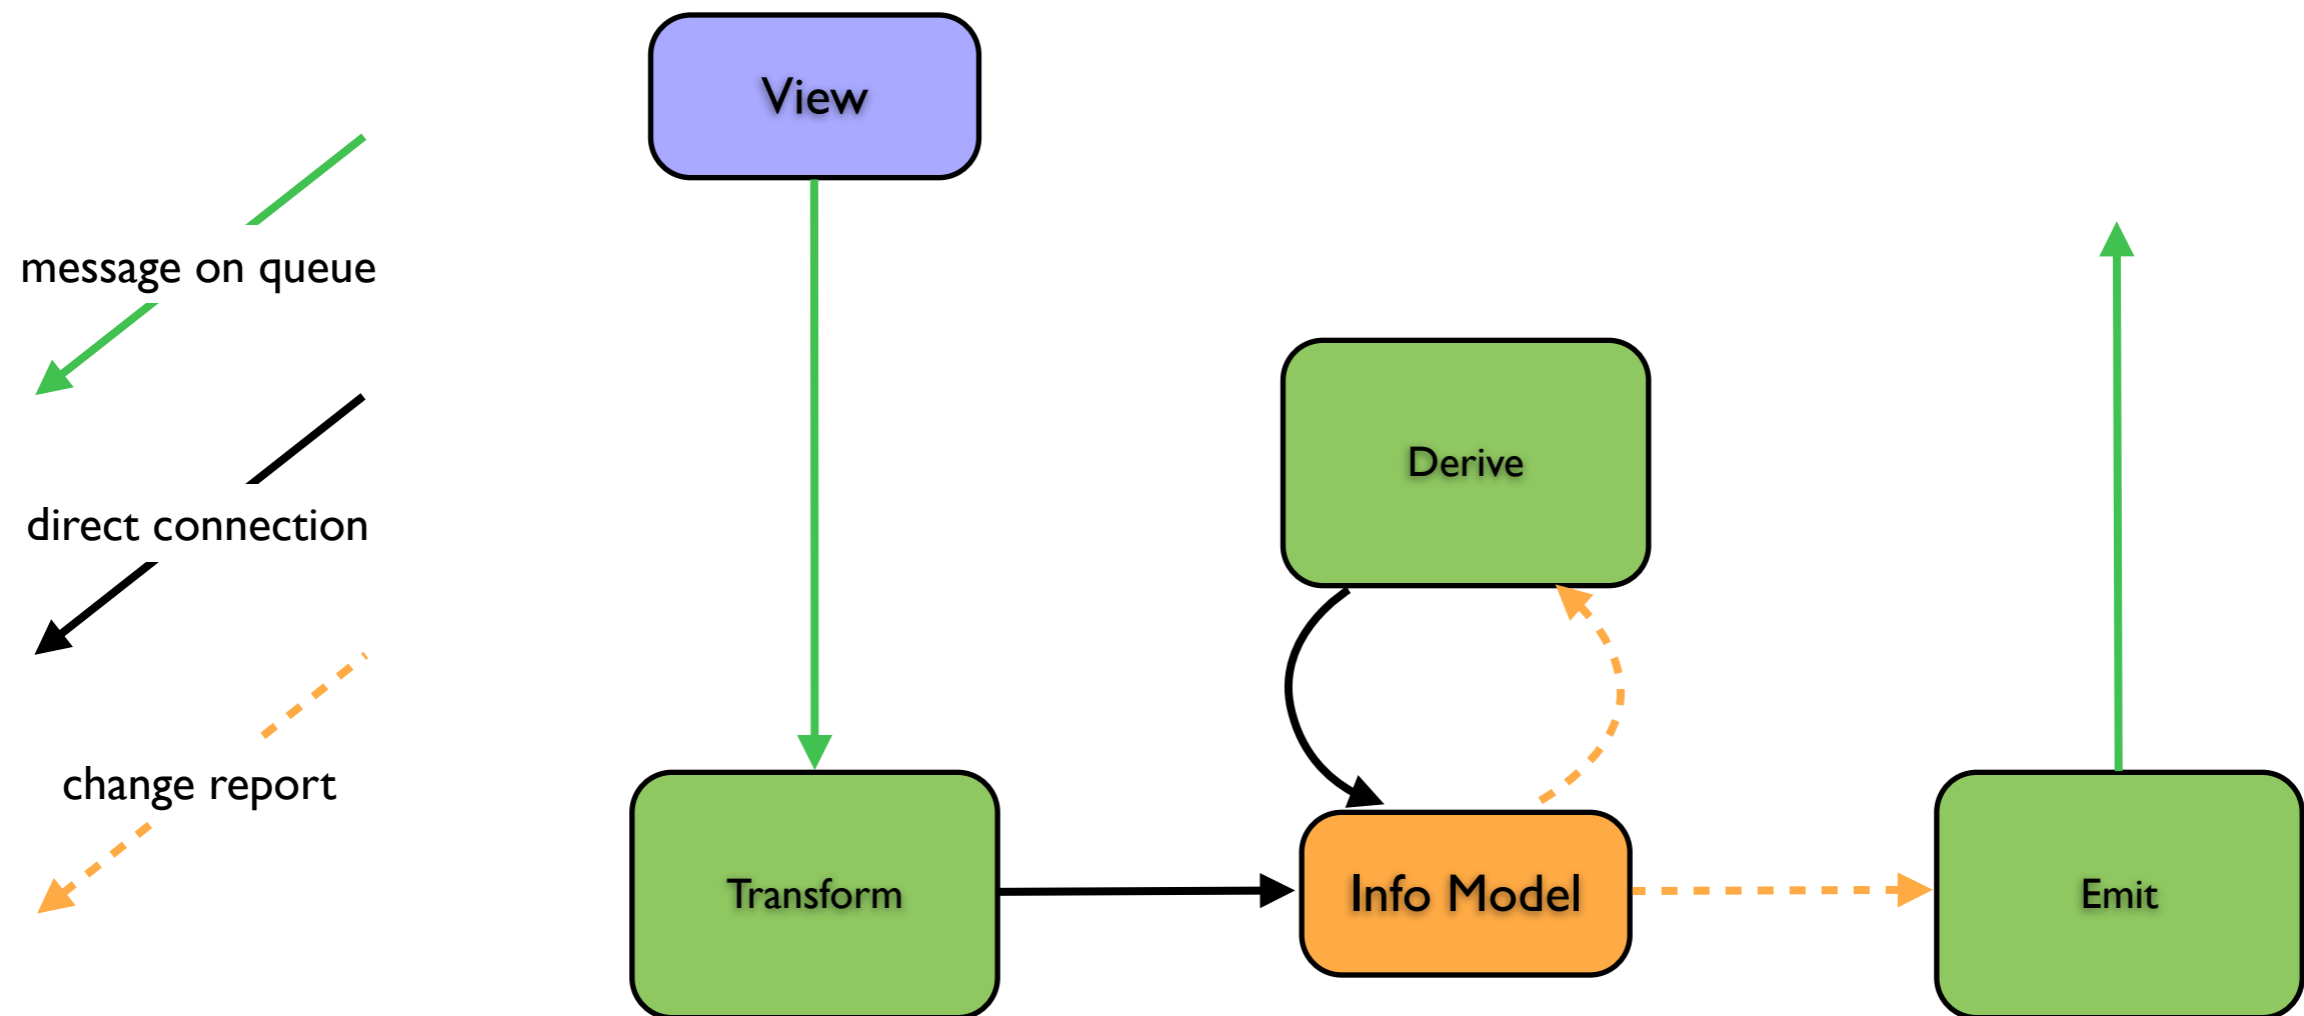 View
message on queue
direct connection
Derive
change report
Transform
Info Model
Emit